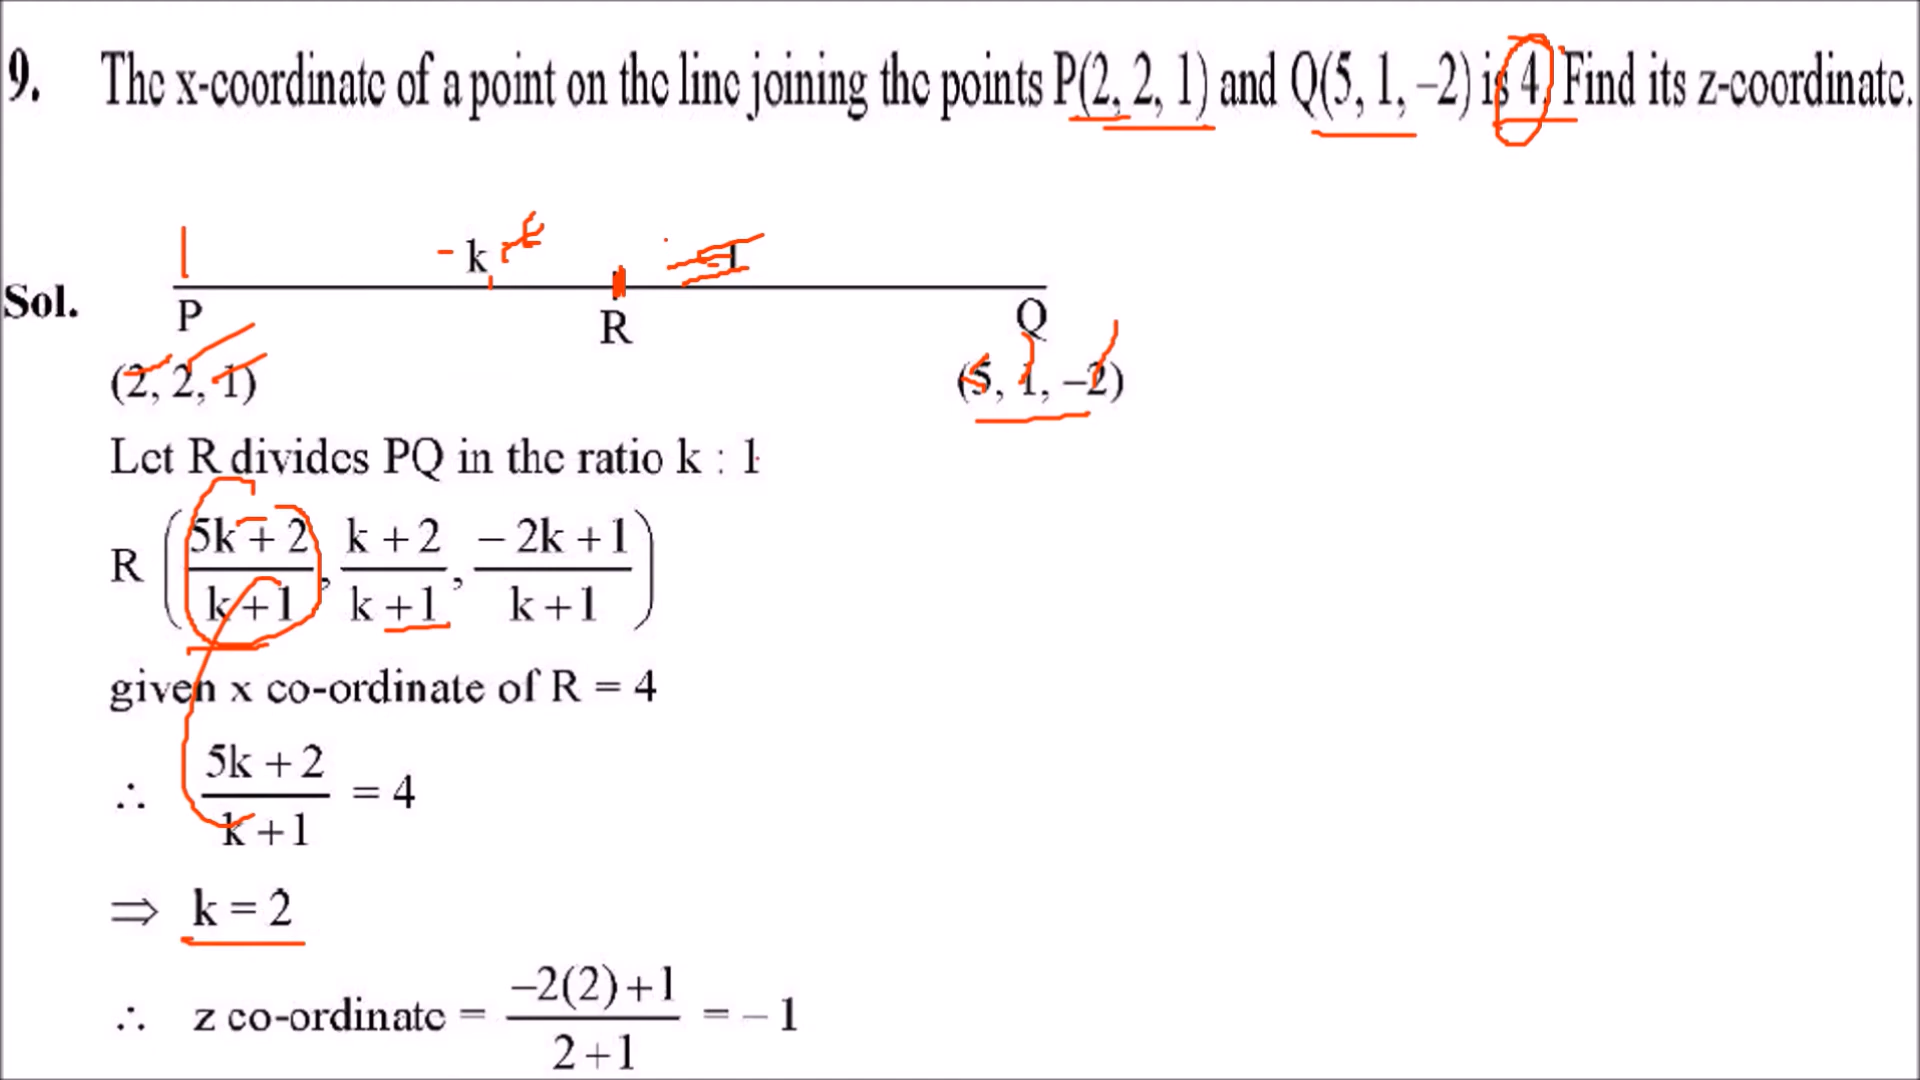 9. The x-coordinate of a point on the line joining the points P(2, 2, 1) and Q(5, 1, –2) is 4. Find its z-coordinate.
k 1
Sol.
P R Q
(2, 2, 1) (5, 1, –2)
Let R divides PQ in the ratio k : 1
R ( (5k + 2)/(k + 1), (k + 2)/(k + 1), (– 2k + 1)/(k + 1) )
given x co-ordinate of R = 4
∴ (5k + 2)/(k + 1) = 4
⇒ k = 2
∴ z co-ordinate = (–2(2) + 1)/(2 + 1) = – 1